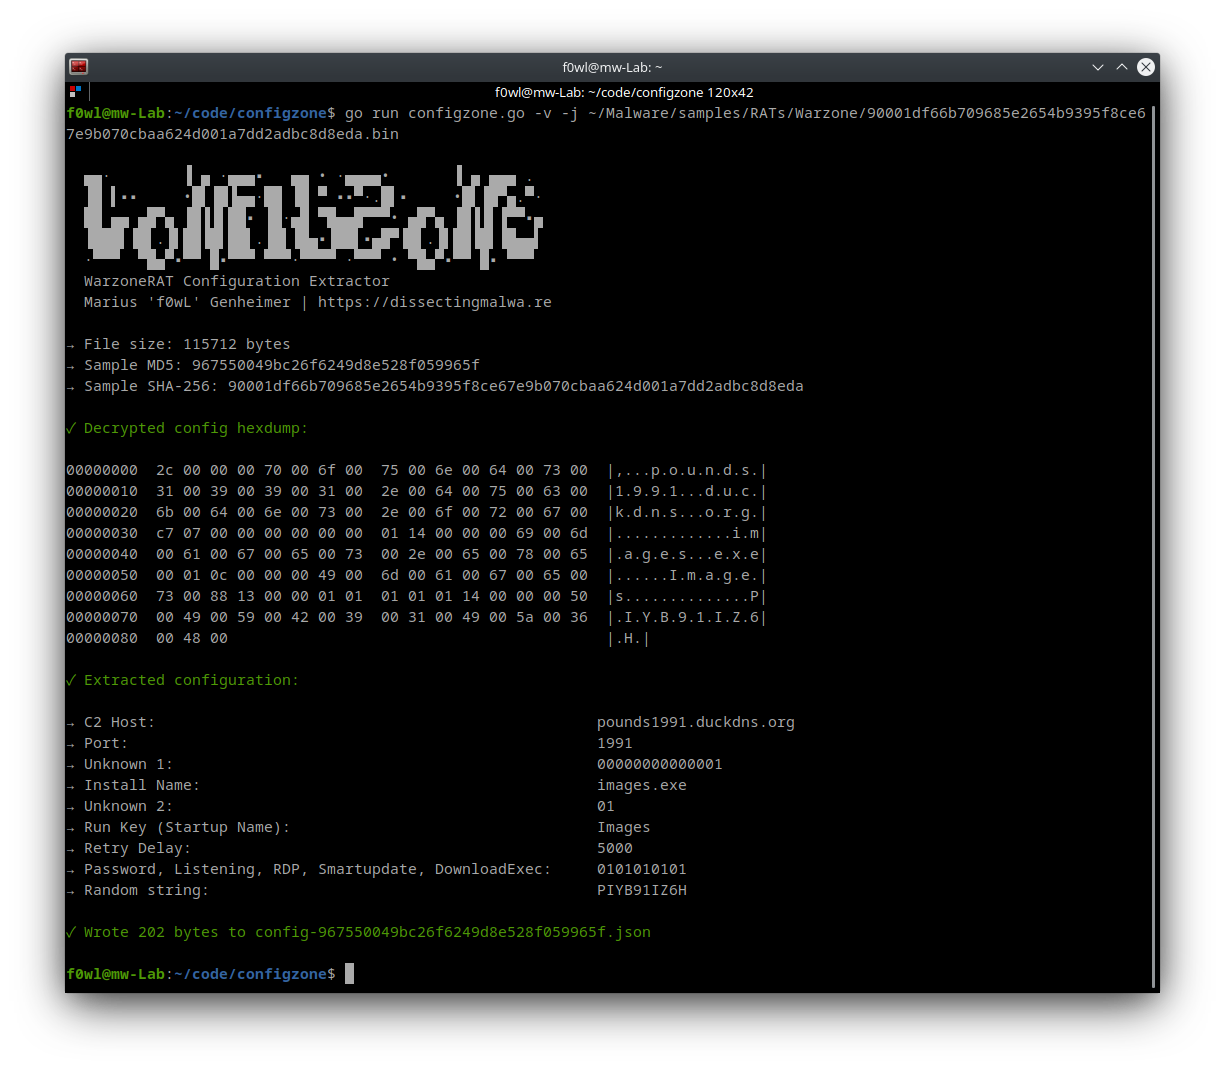 f0wl@mw-Lab: ~
f0wl@mw-Lab: ~/code/configzone 120x42
f0wl@mw-Lab:~/code/configzone$ go run configzone.go -v -j ~/Malware/samples/RATs/Warzone/90001df66b709685e2654b9395f8ce6
7e9b070cbaa624d001a7dd2adbc8d8eda.bin
configzone
WarzoneRAT Configuration Extractor
Marius 'f0wL' Genheimer | https://dissectingmalwa.re
→ File size: 115712 bytes
→ Sample MD5: 967550049bc26f6249d8e528f059965f
→ Sample SHA-256: 90001df66b709685e2654b9395f8ce67e9b070cbaa624d001a7dd2adbc8d8eda
✓ Decrypted config hexdump:
00000000  2c 00 00 00 70 00 6f 00  75 00 6e 00 64 00 73 00  |,...p.o.u.n.d.s.|
00000010  31 00 39 00 39 00 31 00  2e 00 64 00 75 00 63 00  |1.9.9.1...d.u.c.|
00000020  6b 00 64 00 6e 00 73 00  2e 00 6f 00 72 00 67 00  |k.d.n.s...o.r.g.|
00000030  c7 07 00 00 00 00 00 00  01 14 00 00 00 69 00 6d  |.............i.m|
00000040  00 61 00 67 00 65 00 73  00 2e 00 65 00 78 00 65  |.a.g.e.s...e.x.e|
00000050  00 01 0c 00 00 00 49 00  6d 00 61 00 67 00 65 00  |......I.m.a.g.e.|
00000060  73 00 88 13 00 00 01 01  01 01 01 14 00 00 00 50  |s..............P|
00000070  00 49 00 59 00 42 00 39  00 31 00 49 00 5a 00 36  |.I.Y.B.9.1.I.Z.6|
00000080  00 48 00  |.H.|
✓ Extracted configuration:
→ C2 Host: pounds1991.duckdns.org
→ Port: 1991
→ Unknown 1: 00000000000001
→ Install Name: images.exe
→ Unknown 2: 01
→ Run Key (Startup Name): Images
→ Retry Delay: 5000
→ Password, Listening, RDP, Smartupdate, DownloadExec: 0101010101
→ Random string: PIYB91IZ6H
✓ Wrote 202 bytes to config-967550049bc26f6249d8e528f059965f.json
f0wl@mw-Lab:~/code/configzone$